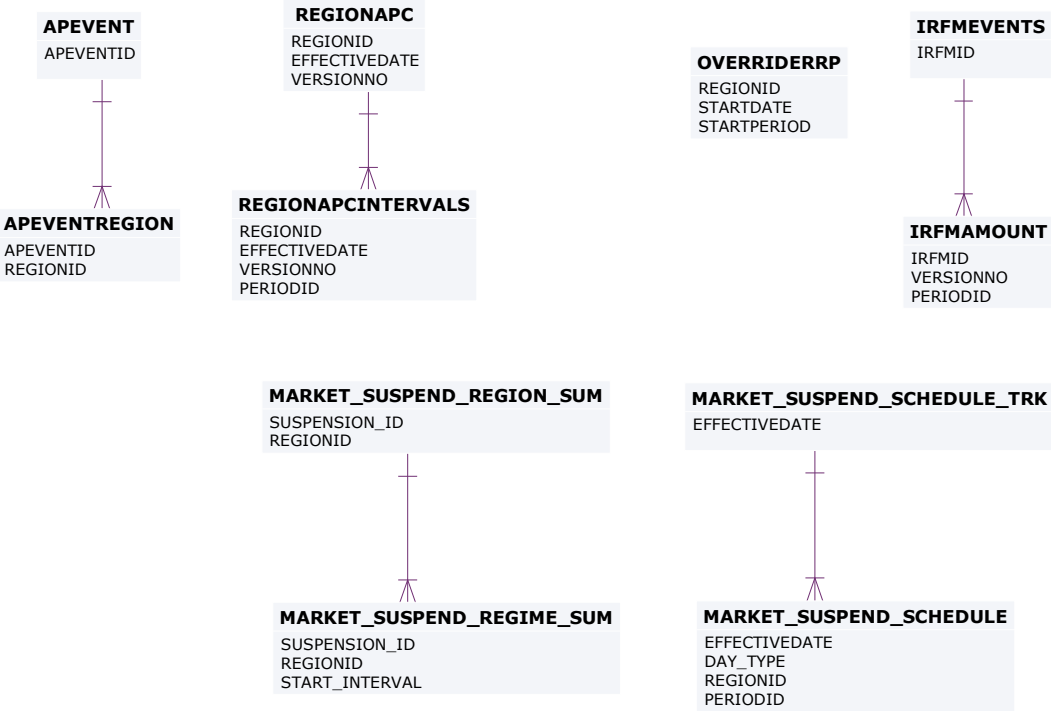 APEVENT
APEVENTID
REGIONAPC
REGIONID
EFFECTIVEDATE
VERSIONNO
OVERRIDERRP
REGIONID
STARTDATE
STARTPERIOD
IRFMEVENTS
IRFMID
APEVENTREGION
APEVENTID
REGIONID
REGIONAPCINTERVALS
REGIONID
EFFECTIVEDATE
VERSIONNO
PERIODID
IRFMAMOUNT
IRFMID
VERSIONNO
PERIODID
MARKET_SUSPEND_REGION_SUM
SUSPENSION_ID
REGIONID
MARKET_SUSPEND_SCHEDULE_TRK
EFFECTIVEDATE
MARKET_SUSPEND_REGIME_SUM
SUSPENSION_ID
REGIONID
START_INTERVAL
MARKET_SUSPEND_SCHEDULE
EFFECTIVEDATE
DAY_TYPE
REGIONID
PERIODID